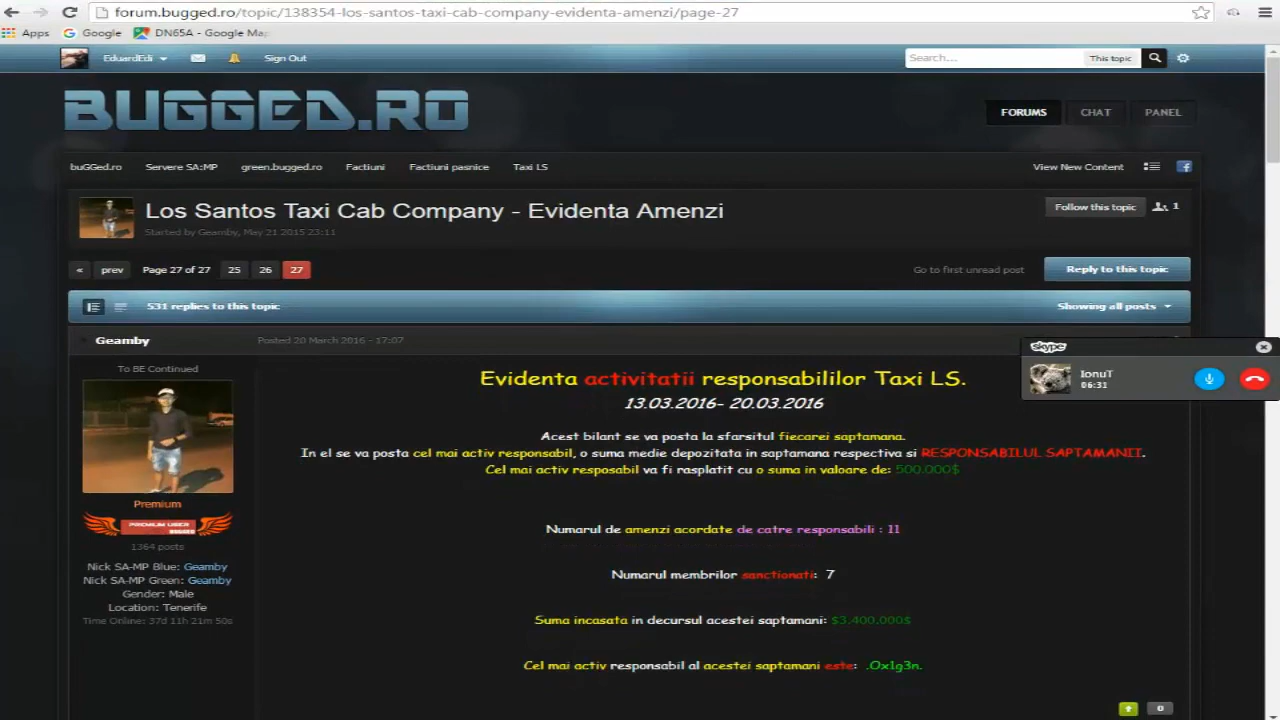 forum.bugged.ro/topic/138354-los-santos-taxi-cab-company-evidenta-amenzi/page-27
Apps Google DN65A - Google Map
EduardEdi Sign Out Search... This topic
BUGGED.RO
FORUMS CHAT PANEL
buGGed.ro Servere SA:MP green.bugged.ro Factiuni Factiuni pasnice Taxi LS View New Content
Los Santos Taxi Cab Company - Evidenta Amenzi
Follow this topic 1
Started by Geamby, May 21 2015 23:11
« prev Page 27 of 27 25 26 27 Go to first unread post Reply to this topic
531 replies to this topic Showing all posts
Geamby Posted 20 March 2016 - 17:07
skype
IonuT
06:31
To BE Continued
Premium
PREMIUM USER
BUGGED
1364 posts
Nick SA-MP Blue: Geamby
Nick SA-MP Green: Geamby
Gender: Male
Location: Tenerife
Time Online: 37d 11h 21m 50s
Evidenta activitatii responsabililor Taxi LS.
13.03.2016- 20.03.2016
Acest bilant se va posta la sfarsitul fiecarei saptamana.
In el se va posta cel mai activ responsabil, o suma medie depozitata in saptamana respectiva si RESPONSABILUL SAPTAMANII.
Cel mai activ resposabil va fi rasplatit cu o suma in valoare de: 500.000$
Numarul de amenzi acordate de catre responsabili : 11
Numarul membrilor sanctionati: 7
Suma incasata in decursul acestei saptamani: $3.400.000$
Cel mai activ responsabil al acestei saptamani este: .Ox1g3n.
0